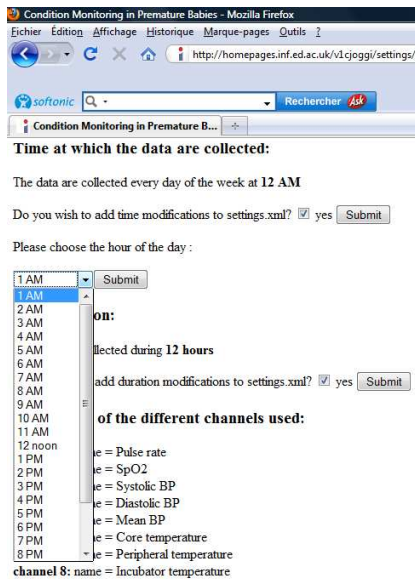 Condition Monitoring in Premature Babies - Mozilla Firefox
Fichier Édition Affichage Historique Marque-pages Outils ?
http://homepages.inf.ed.ac.uk/v1cjoggi/settings/
softonic Q Rechercher Ask
Condition Monitoring in Premature B...
Time at which the data are collected:
The data are collected every day of the week at 12 AM
Do you wish to add time modifications to settings.xml? yes Submit
Please choose the hour of the day :
1 AM Submit
1 AM
2 AM
3 AM on:
4 AM
5 AM
6 AM llected during 12 hours
7 AM
8 AM add duration modifications to settings.xml? yes Submit
9 AM
10 AM of the different channels used:
11 AM
12 noon
1 PM ne = Pulse rate
2 PM ne = SpO2
3 PM ne = Systolic BP
4 PM ne = Diastolic BP
5 PM ne = Mean BP
6 PM ne = Core temperature
7 PM
8 PM ne = Peripheral temperature
channel 8: name = Incubator temperature